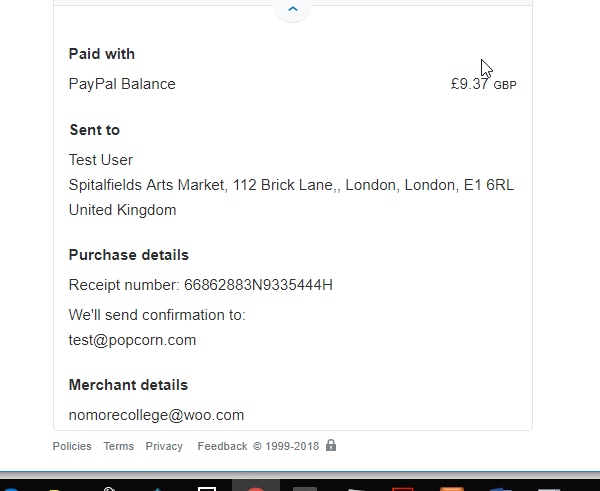 Paid with
PayPal Balance £9.37 GBP
Sent to
Test User
Spitalfields Arts Market, 112 Brick Lane,, London, London, E1 6RL
United Kingdom
Purchase details
Receipt number: 66862883N9335444H
We'll send confirmation to:
test@popcorn.com
Merchant details
nomorecollege@woo.com
Policies Terms Privacy Feedback © 1999-2018